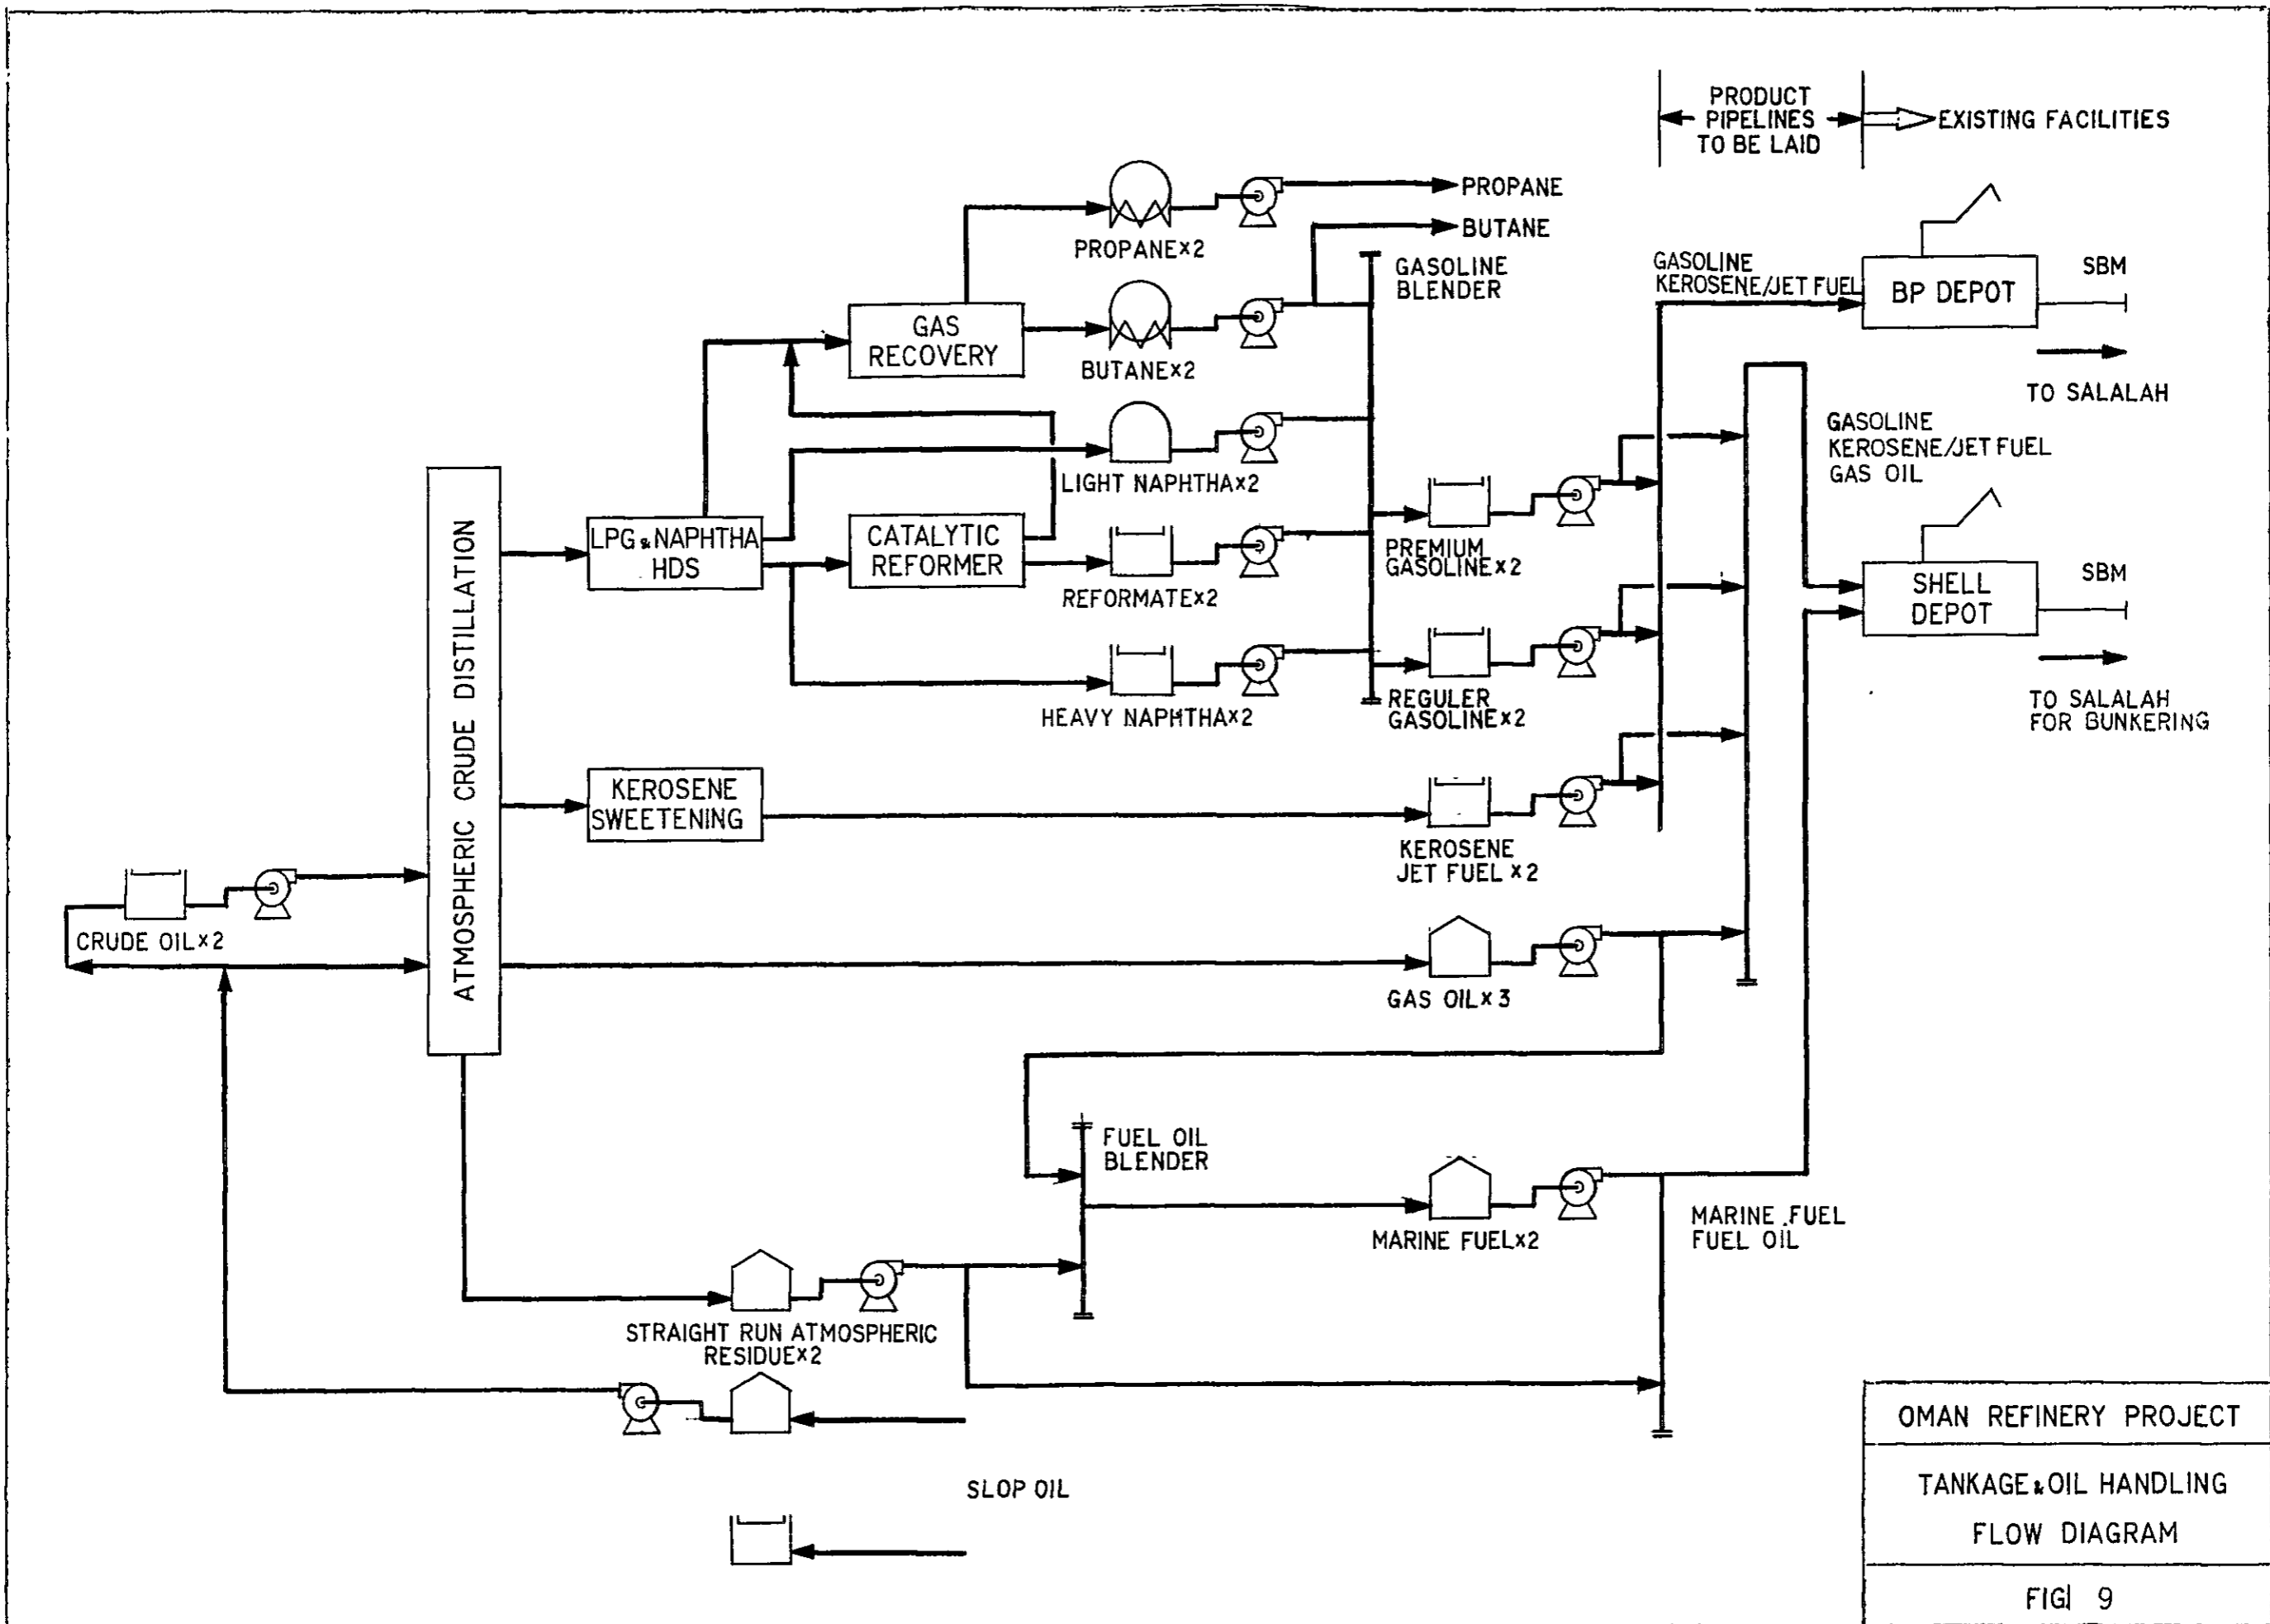 PRODUCT
PIPELINES
TO BE LAID
EXISTING FACILITIES
PROPANE
PROPANE×2
BUTANE
GASOLINE
BLENDER
GASOLINE
KEROSENE/JET FUEL
BP DEPOT
SBM
GAS
RECOVERY
BUTANE×2
TO SALALAH
GASOLINE
KEROSENE/JET FUEL
GAS OIL
LIGHT NAPHTHA×2
ATMOSPHERIC CRUDE DISTILLATION
LPG & NAPHTHA
HDS
CATALYTIC
REFORMER
PREMIUM
GASOLINE×2
REFORMATE×2
SHELL
DEPOT
SBM
HEAVY NAPHTHA×2
REGULER
GASOLINE×2
TO SALALAH
FOR BUNKERING
KEROSENE
SWEETENING
KEROSENE
JET FUEL ×2
CRUDE OIL×2
GAS OIL×3
FUEL OIL
BLENDER
MARINE FUEL×2
MARINE FUEL
FUEL OIL
STRAIGHT RUN ATMOSPHERIC
RESIDUE×2
SLOP OIL
OMAN REFINERY PROJECT
TANKAGE & OIL HANDLING
FLOW DIAGRAM
FIG 9